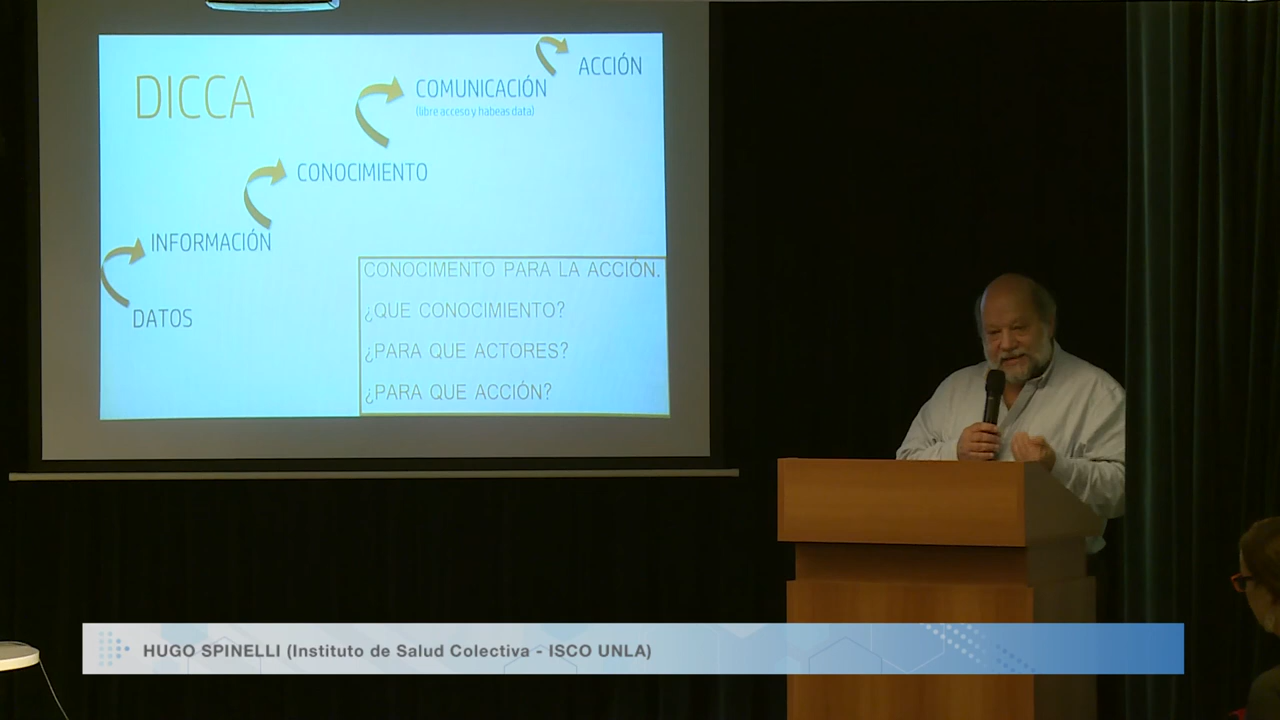 DICCA
ACCIÓN
COMUNICACIÓN
(libre acceso y habeas data)
CONOCIMIENTO
INFORMACIÓN
DATOS
CONOCIMENTO PARA LA ACCIÓN.
¿QUE CONOCIMIENTO?
¿PARA QUE ACTORES?
¿PARA QUE ACCIÓN?
HUGO SPINELLI (Instituto de Salud Colectiva - ISCO UNLA)